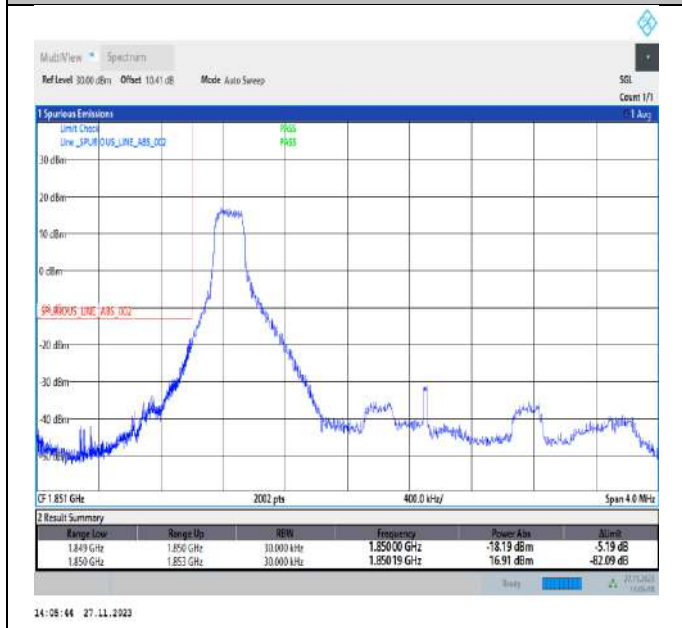 MultiView Spectrum
Ref Level 30.00 dBm Offset 10.41 dB Mode Auto Sweep SGL
Count 1/1
1 Spurious Emissions 1 Avg
Limit Check PASS
Line _SPURIOUS_LINE_ABS_002 PASS
30 dBm
20 dBm
10 dBm
0 dBm
_SPURIOUS_LINE_ABS_002
-20 dBm
-30 dBm
-40 dBm
CF 1.851 GHz 2002 pts 400.0 kHz/ Span 4.0 MHz
2 Result Summary
Range Low Range Up RBW Frequency Power Abs ΔLimit
1.849 GHz 1.850 GHz 30.000 kHz 1.85000 GHz -18.19 dBm -5.19 dB
1.850 GHz 1.853 GHz 30.000 kHz 1.85019 GHz 16.91 dBm -82.09 dB
Ready 27.11.2023
14:05:44 27.11.2023